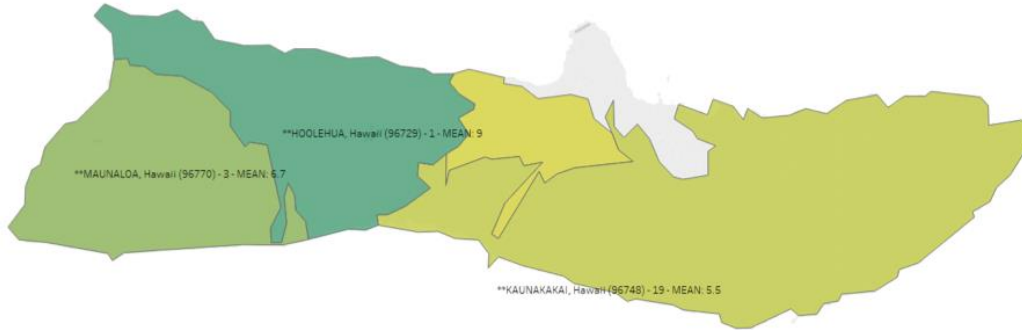 **HOOLEHUA, Hawaii (96729) - 1 - MEAN: 9
**MAUNALOA, Hawaii (96770) - 3 - MEAN: 6.7
**KAUNAKAKAI, Hawaii (96748) - 19 - MEAN: 5.5